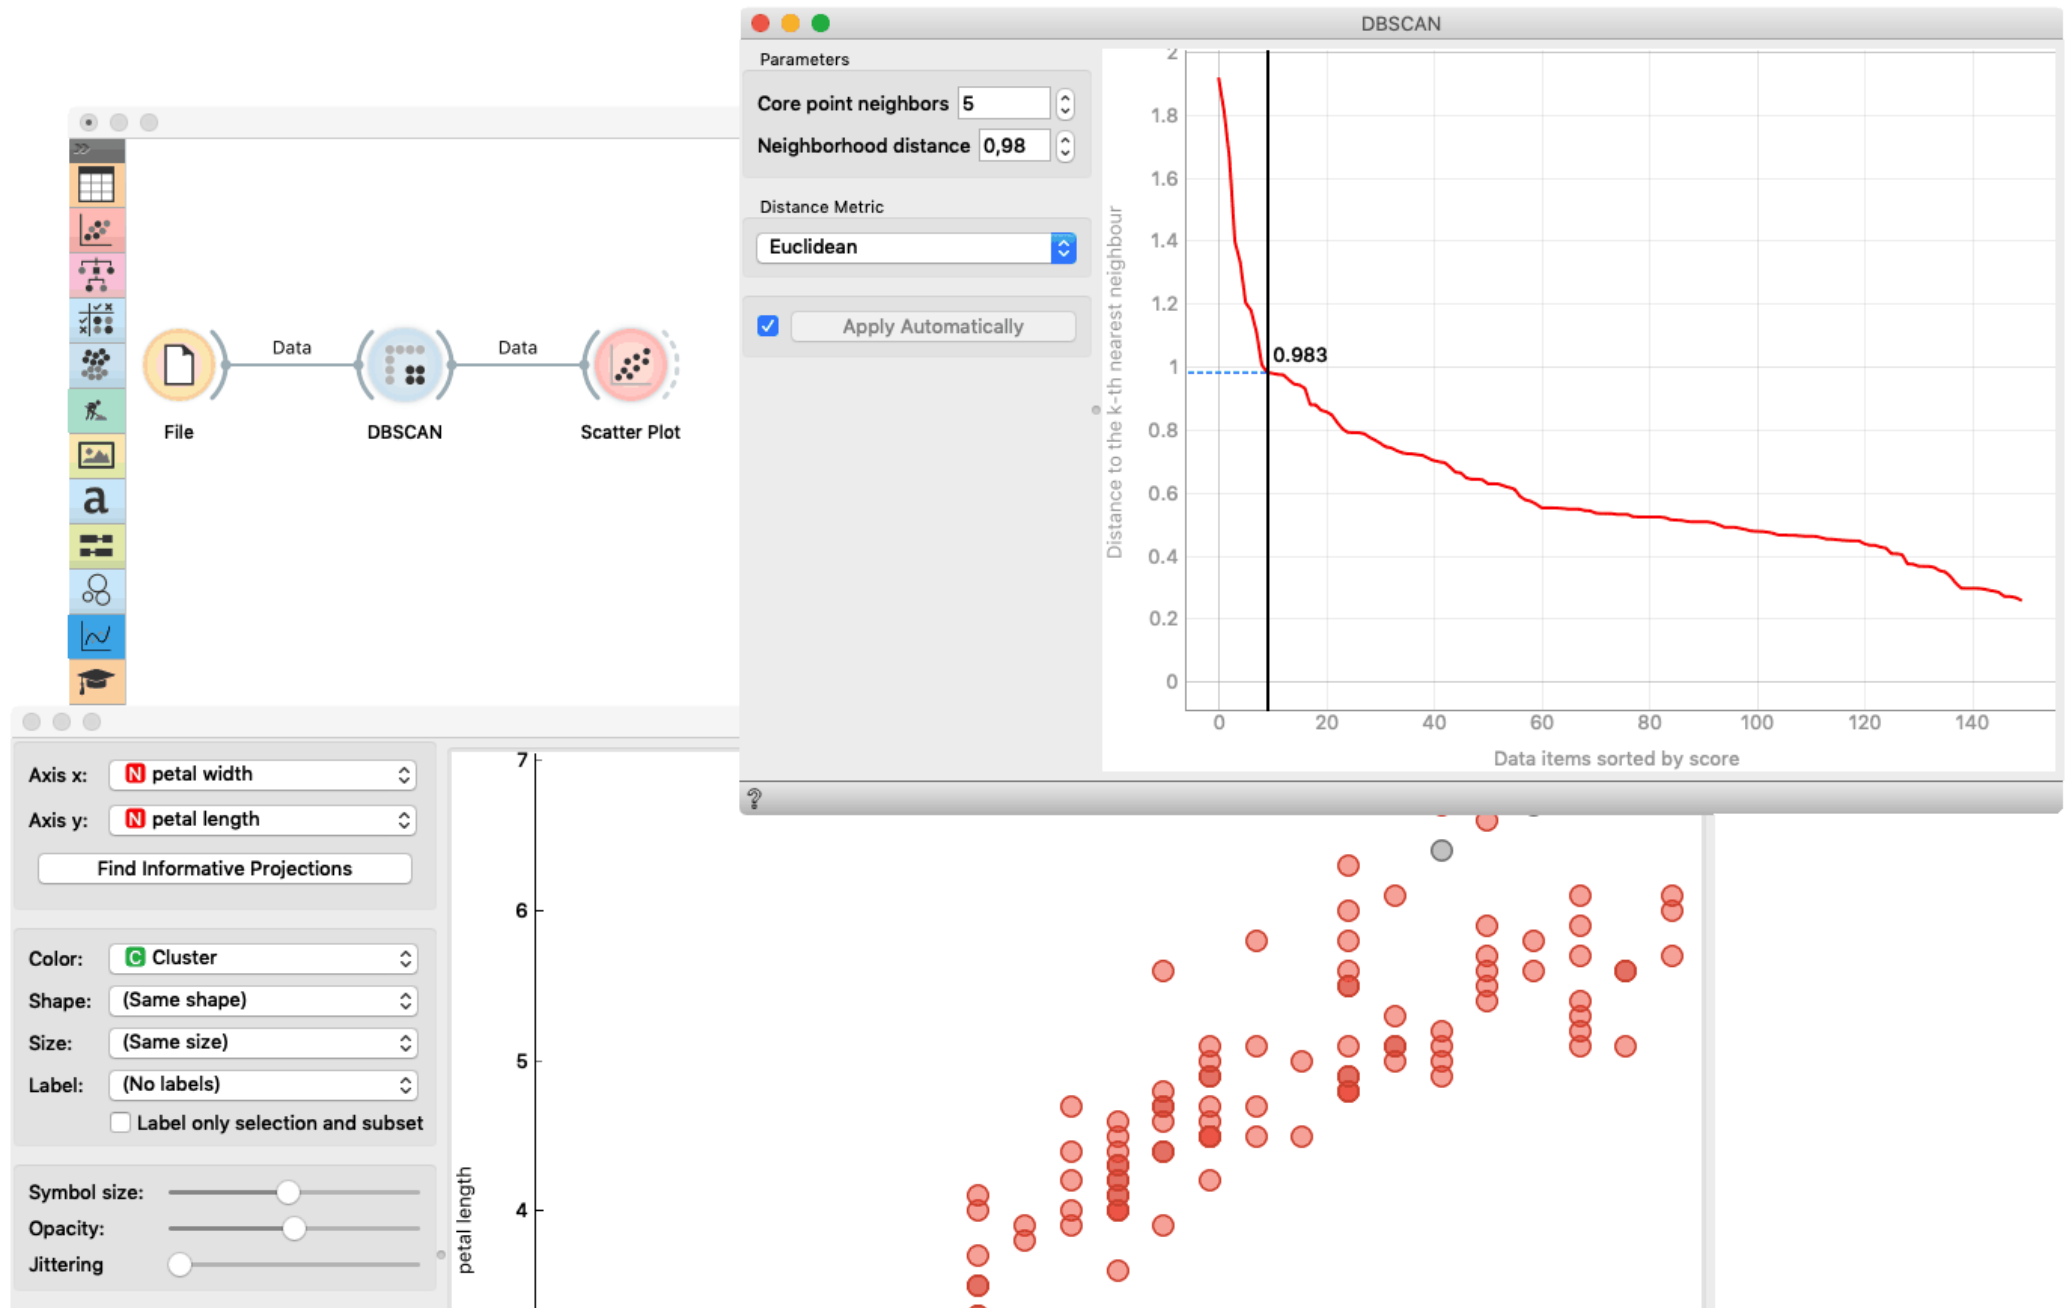 DBSCAN
Parameters
Core point neighbors 5
Neighborhood distance 0,98
Distance Metric
Euclidean
Apply Automatically
Distance to the k-th nearest neighbour
2
1.8
1.6
1.4
1.2
1
0.8
0.6
0.4
0.2
0
0.983
0 20 40 60 80 100 120 140
Data items sorted by score
?
>>
a
Data Data
File DBSCAN Scatter Plot
Axis x: N petal width
Axis y: N petal length
Find Informative Projections
Color: C Cluster
Shape: (Same shape)
Size: (Same size)
Label: (No labels)
Label only selection and subset
Symbol size:
Opacity:
Jittering
petal length
7
6
5
4